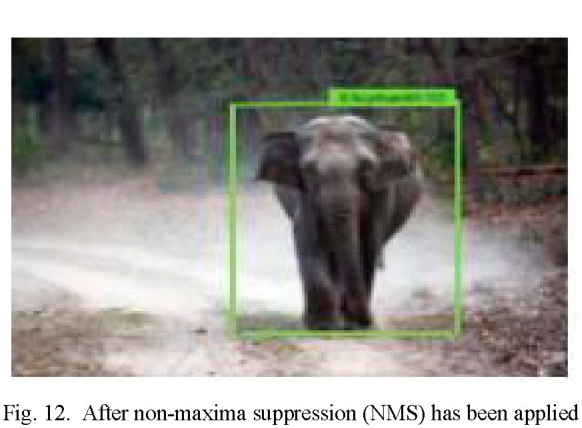 Fig. 12. After non-maxima suppression (NMS) has been applied